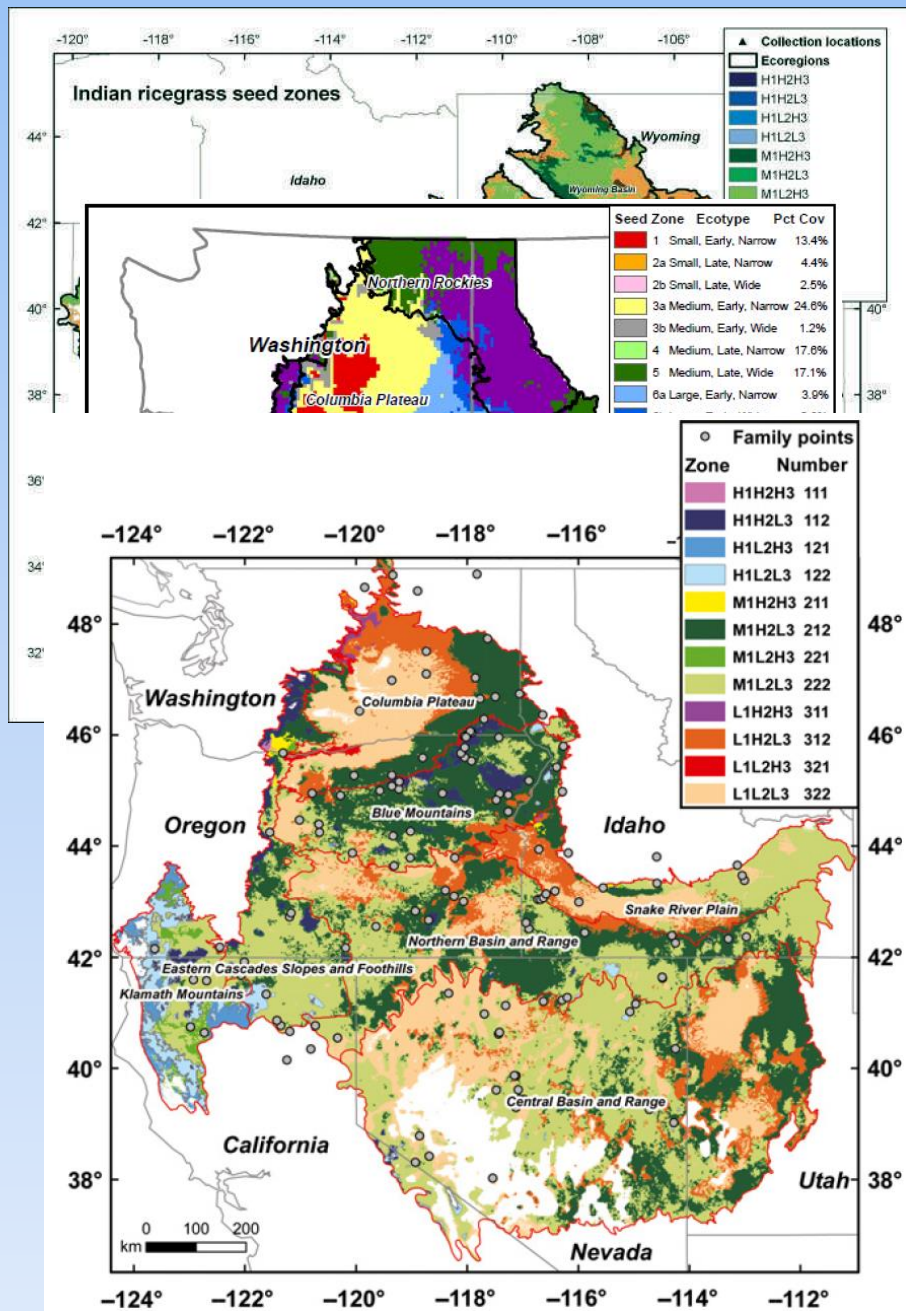 -120° -118° -116° -114° -112° -110° -108° -106° -104°
▲ Collection locations
Ecoregions
H1H2H3
H1H2L3
H1L2H3
H1L2L3
M1H2H3
M1H2L3
M1L2H3
Indian ricegrass seed zones
44°
42°
40°
38°
36°
34°
32°
40°
38°
Idaho
Wyoming
Wyoming Basin
Seed Zone Ecotype Pct Cov
1 Small, Early, Narrow 13.4%
2a Small, Late, Narrow 4.4%
2b Small, Late, Wide 2.5%
3a Medium, Early, Narrow 24.6%
3b Medium, Early, Wide 1.2%
4 Medium, Late, Narrow 17.6%
5 Medium, Late, Wide 17.1%
6a Large, Early, Narrow 3.9%
Northern Rockies
Washington
Columbia Plateau
Family points
Zone Number
H1H2H3 111
H1H2L3 112
H1L2H3 121
H1L2L3 122
M1H2H3 211
M1H2L3 212
M1L2H3 221
M1L2L3 222
L1H2H3 311
L1H2L3 312
L1L2H3 321
L1L2L3 322
−124° −122° −120° −118° −116°
48°
46°
44°
42°
40°
38°
Washington
Columbia Plateau
Oregon
Blue Mountains
Idaho
Snake River Plain
Northern Basin and Range
Eastern Cascades Slopes and Foothills
Klamath Mountains
Central Basin and Range
California
Utah
Nevada
44°
42°
40°
38°
0 100 200
km
−124° −122° −120° −118° −116° −114° −112°